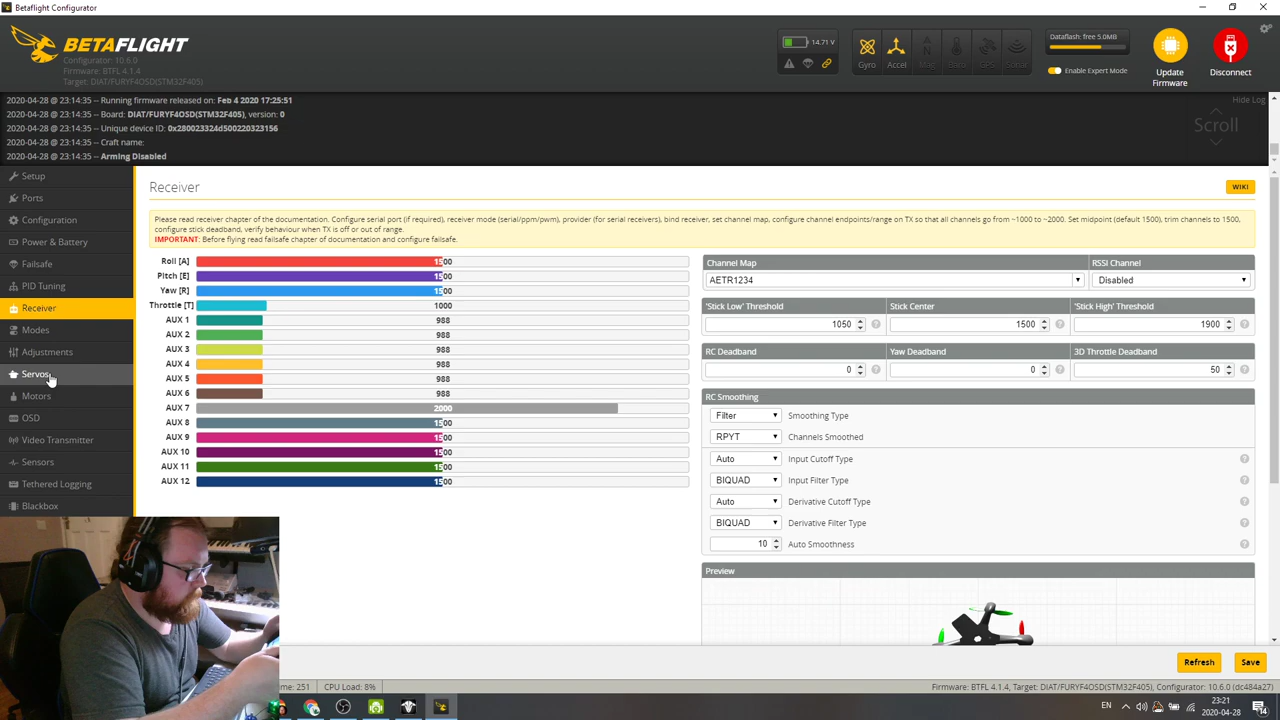 Betaflight Configurator
BETAFLIGHT
Configurator: 10.6.0
Firmware: BTFL 4.1.4
Target: DIAT/FURYF4OSD(STM32F405)
14.71 V
Gyro
Accel
Mag
Baro
GPS
Sonar
Dataflash: free 5.0MB
Enable Expert Mode
Update Firmware
Disconnect
Hide Log
Scroll
2020-04-28 @ 23:14:35 -- Running firmware released on: Feb 4 2020 17:25:51
2020-04-28 @ 23:14:35 -- Board: DIAT/FURYF4OSD(STM32F405), version: 0
2020-04-28 @ 23:14:35 -- Unique device ID: 0x280023324d500220323156
2020-04-28 @ 23:14:35 -- Craft name:
2020-04-28 @ 23:14:35 -- Arming Disabled
Setup
Ports
Configuration
Power & Battery
Failsafe
PID Tuning
Receiver
Modes
Adjustments
Servos
Motors
OSD
Video Transmitter
Sensors
Tethered Logging
Blackbox
Receiver
WIKI
Please read receiver chapter of the documentation. Configure serial port (if required), receiver mode (serial/ppm/pwm), provider (for serial receivers), bind receiver, set channel map, configure channel endpoints/range on TX so that all channels go from ~1000 to ~2000. Set midpoint (default 1500), trim channels to 1500,
configure stick deadband, verify behaviour when TX is off or out of range.
IMPORTANT: Before flying read failsafe chapter of documentation and configure failsafe.
Roll [A] 1500
Pitch [E] 1500
Yaw [R] 1500
Throttle [T] 1000
AUX 1 988
AUX 2 988
AUX 3 988
AUX 4 988
AUX 5 988
AUX 6 988
AUX 7 2000
AUX 8 1500
AUX 9 1500
AUX 10 1500
AUX 11 1500
AUX 12 1500
Channel Map
RSSI Channel
AETR1234
Disabled
'Stick Low' Threshold
Stick Center
'Stick High' Threshold
1050
1500
1900
RC Deadband
Yaw Deadband
3D Throttle Deadband
0
0
50
RC Smoothing
Filter Smoothing Type
RPYT Channels Smoothed
Auto Input Cutoff Type
BIQUAD Input Filter Type
Auto Derivative Cutoff Type
BIQUAD Derivative Filter Type
10 Auto Smoothness
Preview
Refresh
Save
me: 251
CPU Load: 8%
Firmware: BTFL 4.1.4, Target: DIAT/FURYF4OSD(STM32F405), Configurator: 10.6.0 (dc484a27)
EN
23:21
2020-04-28
14